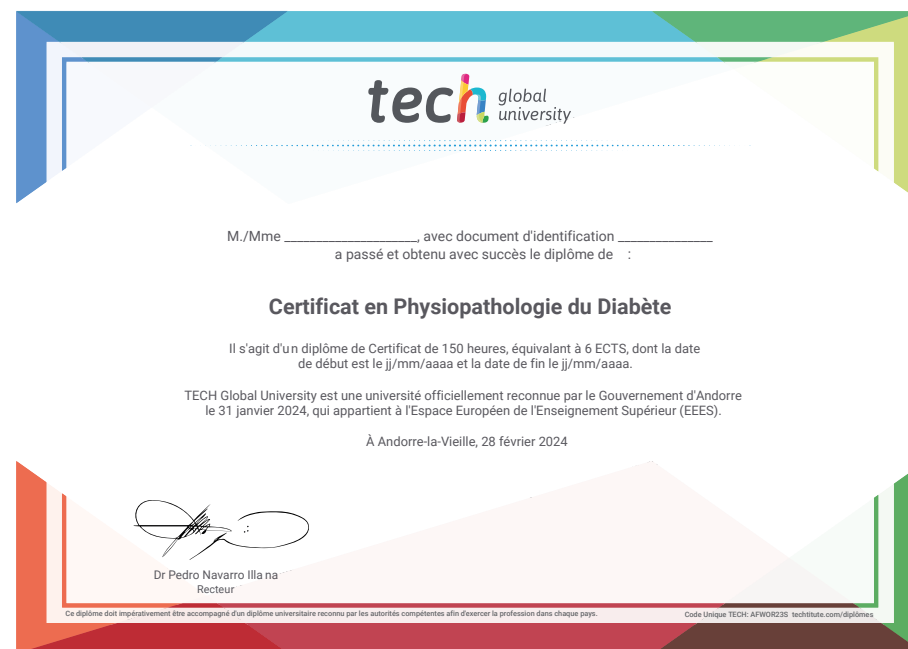 tech global university
M./Mme ____________________, avec document d'identification ______________
a passé et obtenu avec succès le diplôme de :
Certificat en Physiopathologie du Diabète
Il s'agit d'un diplôme de Certificat de 150 heures, équivalant à 6 ECTS, dont la date
de début est le jj/mm/aaaa et la date de fin le jj/mm/aaaa.
TECH Global University est une université officiellement reconnue par le Gouvernement d'Andorre
le 31 janvier 2024, qui appartient à l'Espace Européen de l'Enseignement Supérieur (EEES).
À Andorre-la-Vieille, 28 février 2024
Dr Pedro Navarro Illa na
Recteur
Ce diplôme doit impérativement être accompagné d'un diplôme universitaire reconnu par les autorités compétentes afin d'exercer la profession dans chaque pays.
Code Unique TECH: AFWOR23S techtitute.com/diplômes